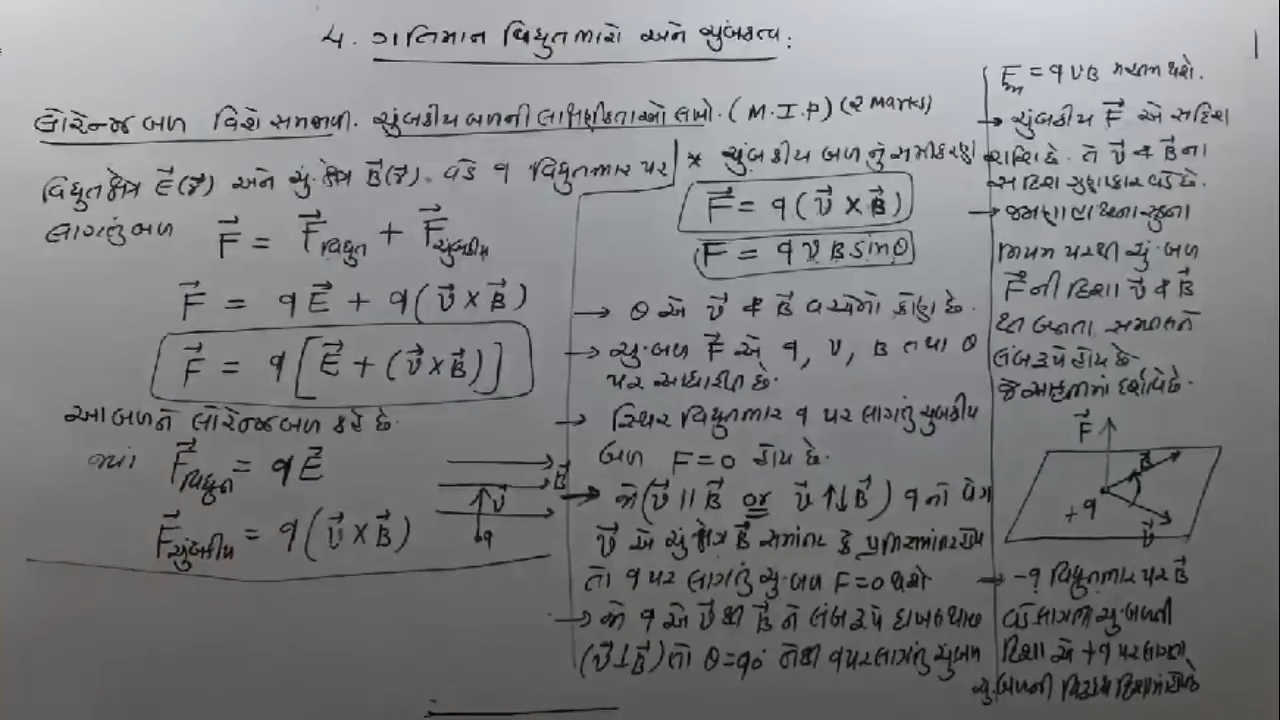 4. ગતિમાન વિદ્યુતભારો અને ચુંબકત્વ:
1
લોરેન્જ બળ વિશે સમજાવો. ચુંબકીય બળની લાક્ષણિકતાઓ લખો. (M.I.P) (2 Marks)
વિદ્યુતક્ષેત્ર E⃗(r⃗) અને ચું.ક્ષેત્ર B⃗(r⃗). વડે q વિદ્યુતભાર પર
લાગતું બળ F⃗ = F⃗વિદ્યુત + F⃗ચુંબકીય
F⃗ = qE⃗ + q(v⃗ × B⃗)
F⃗ = q[E⃗ + (v⃗ × B⃗)]
આ બળને લોરેન્જ બળ કહે છે.
જ્યાં F⃗વિદ્યુત = qE⃗
F⃗ચુંબકીય = q(v⃗ × B⃗)
B⃗
v⃗
q
* ચુંબકીય બળનું સમીકરણ
F⃗ = q(v⃗ × B⃗)
F = qvB sinθ
→ θ એ v⃗ & B⃗ વચ્ચેનો કોણ છે.
→ ચું.બળ F⃗ એ q, v, B તથા θ
પર આધારીત છે.
→ સ્થિર વિદ્યુતભાર q પર લાગતું ચુંબકીય
બળ F=0 હોય છે.
→ જો (v⃗ || B⃗ or v⃗ ↑↓ B⃗) q નો વેગ
v⃗ એ ચું.ક્ષેત્ર B⃗ સમાંતર કે પ્રતિસમાંતર હોય
તો q પર લાગતું ચું.બળ F=0 થશે
→ જો q એ v⃗ થી B⃗ ને લંબરૂપે દાખલ થાય
(v⃗⊥B⃗) તો θ=90° તેથી q પર લાગતું ચુંબળ
Fm = qvB મહત્તમ થશે.
→ ચુંબકીય F⃗ એ સદિશ
રાશિ છે. તે v⃗ & B⃗ ના
સદિશ ગુણાકાર વડે છે.
→ જમણા હાથના સ્ક્રુના
નિયમ પરથી ચું.બળ
F⃗ ની દિશા v⃗ & B⃗
થી બનતા સમતલને
લંબરૂપે હોય છે
જે આકૃતિમાં દર્શાવે છે.
F⃗
B⃗
+q
v⃗
→ -q વિદ્યુતભાર પર B⃗
વડે લાગતા ચું.બળની
દિશા એ +q પર લાગતા
ચું.બળની વિરુધ્ધ દિશામાં હોય છે